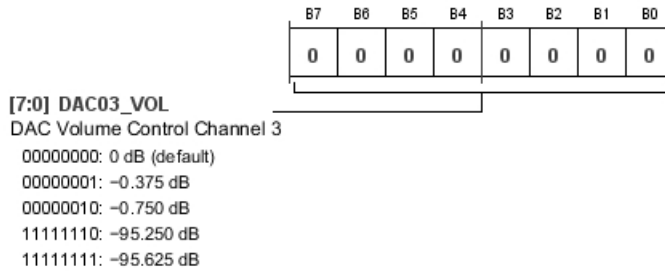 B7 B6 B5 B4 B3 B2 B1 B0
0 0 0 0 0 0 0 0
[7:0] DAC03_VOL
DAC Volume Control Channel 3
00000000: 0 dB (default)
00000001: −0.375 dB
00000010: −0.750 dB
11111110: −95.250 dB
11111111: −95.625 dB